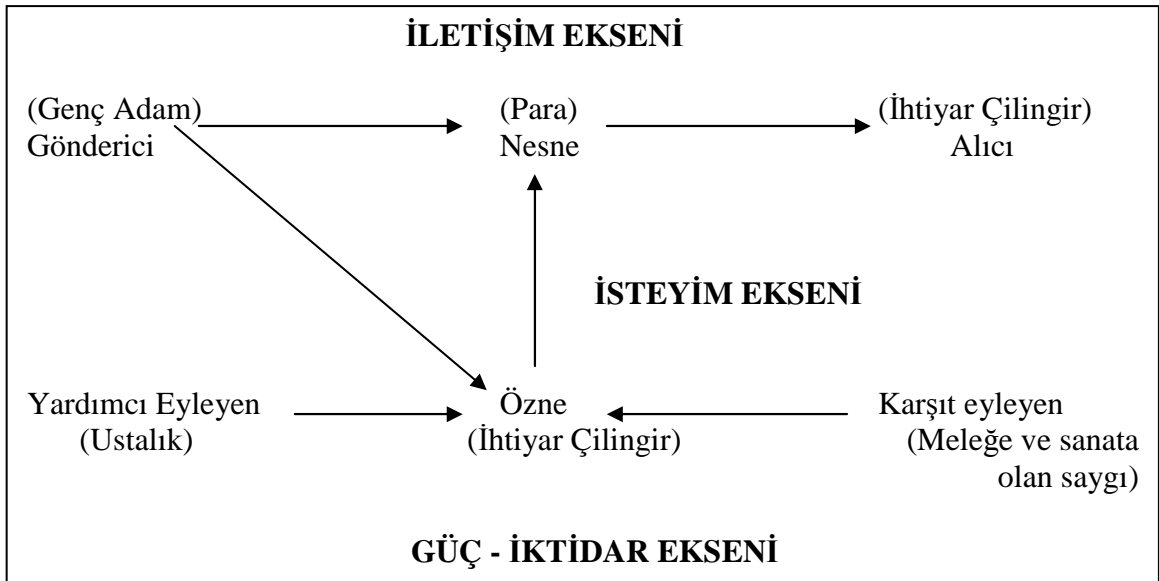 İLETİŞİM EKSENİ
(Genç Adam) (Para) (İhtiyar Çilingir)
Gönderici Nesne Alıcı
İSTEYİM EKSENİ
Yardımcı Eyleyen Özne Karşıt eyleyen
(Ustalık) (İhtiyar Çilingir) (Meleğe ve sanata
olan saygı)
GÜÇ - İKTİDAR EKSENİ